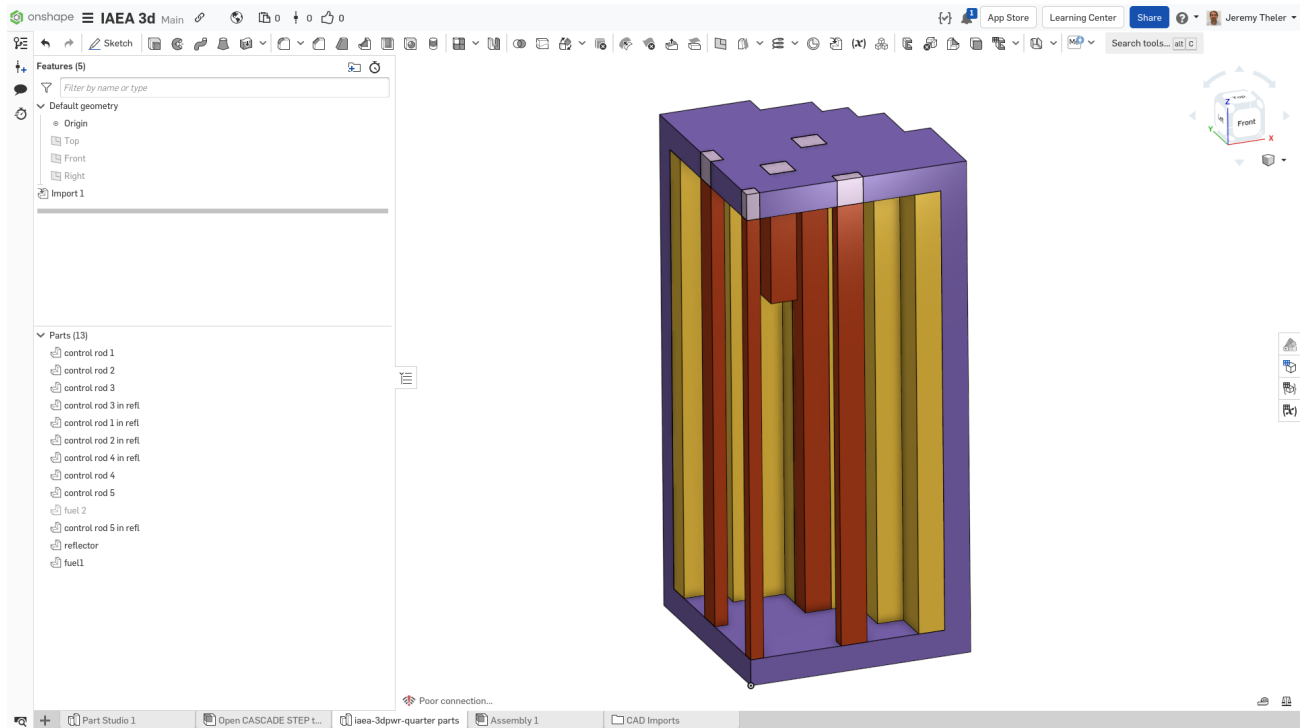 onshape IAEA 3d Main 0 0 0 1 App Store Learning Center Share Jeremy Theler
Sketch (x) Search tools... alt C
Features (5)
Filter by name or type
Default geometry
Origin
Top
Front
Right
Import 1
Z
Front
Y
X
Parts (13)
control rod 1
control rod 2
control rod 3
control rod 3 in refl
control rod 1 in refl
control rod 2 in refl
control rod 4 in refl
control rod 4
control rod 5
fuel 2
control rod 5 in refl
reflector
fuel1
(x)
Poor connection...
Part Studio 1 Open CASCADE STEP t... iaea-3dpwr-quarter parts Assembly 1 CAD Imports